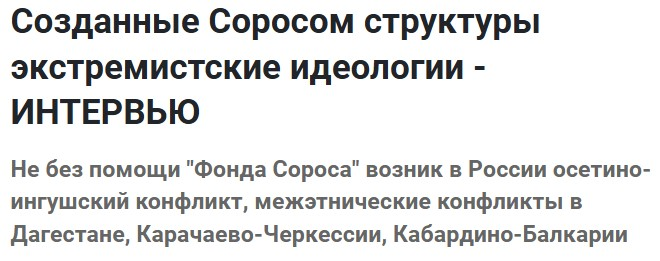 Созданные Соросом структуры
экстремистские идеологии -
ИНТЕРВЬЮ
Не без помощи "Фонда Сороса" возник в России осетино-
ингушский конфликт, межэтнические конфликты в
Дагестане, Карачаево-Черкессии, Кабардино-Балкарии